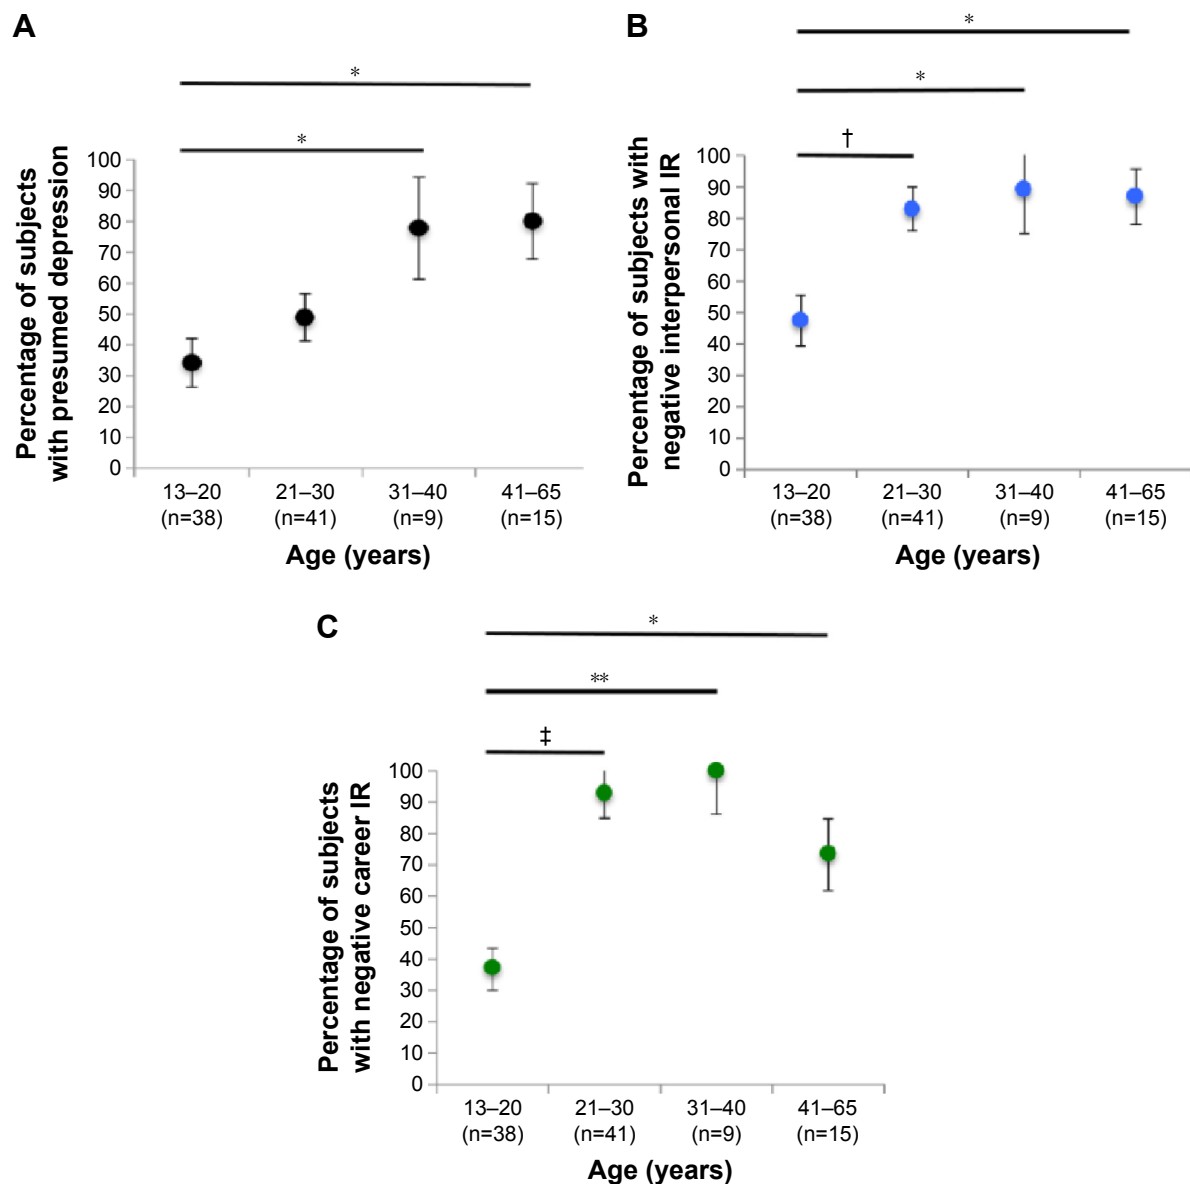 A
*
*
Percentage of subjects
with presumed depression
100
90
80
70
60
50
40
30
20
10
0
13–20
(n=38)
21–30
(n=41)
31–40
(n=9)
41–65
(n=15)
Age (years)
B
*
*
†
Percentage of subjects with
negative interpersonal IR
100
90
80
70
60
50
40
30
20
10
0
13–20
(n=38)
21–30
(n=41)
31–40
(n=9)
41–65
(n=15)
Age (years)
C
*
**
‡
Percentage of subjects
with negative career IR
100
90
80
70
60
50
40
30
20
10
0
13–20
(n=38)
21–30
(n=41)
31–40
(n=9)
41–65
(n=15)
Age (years)